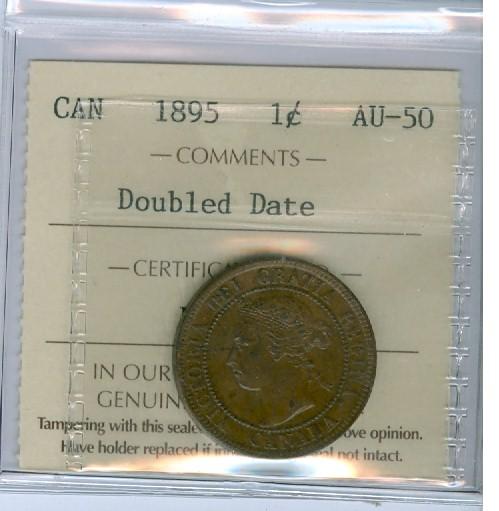 CAN 1895 1¢ AU-50
— COMMENTS —
Doubled Date
— CERTIFIC —
IN OUR
GENUIN
Tampering with this seale ove opinion.
Have holder replaced if in al not intact.
VICTORIA DEI GRATIA REGINA
CANADA